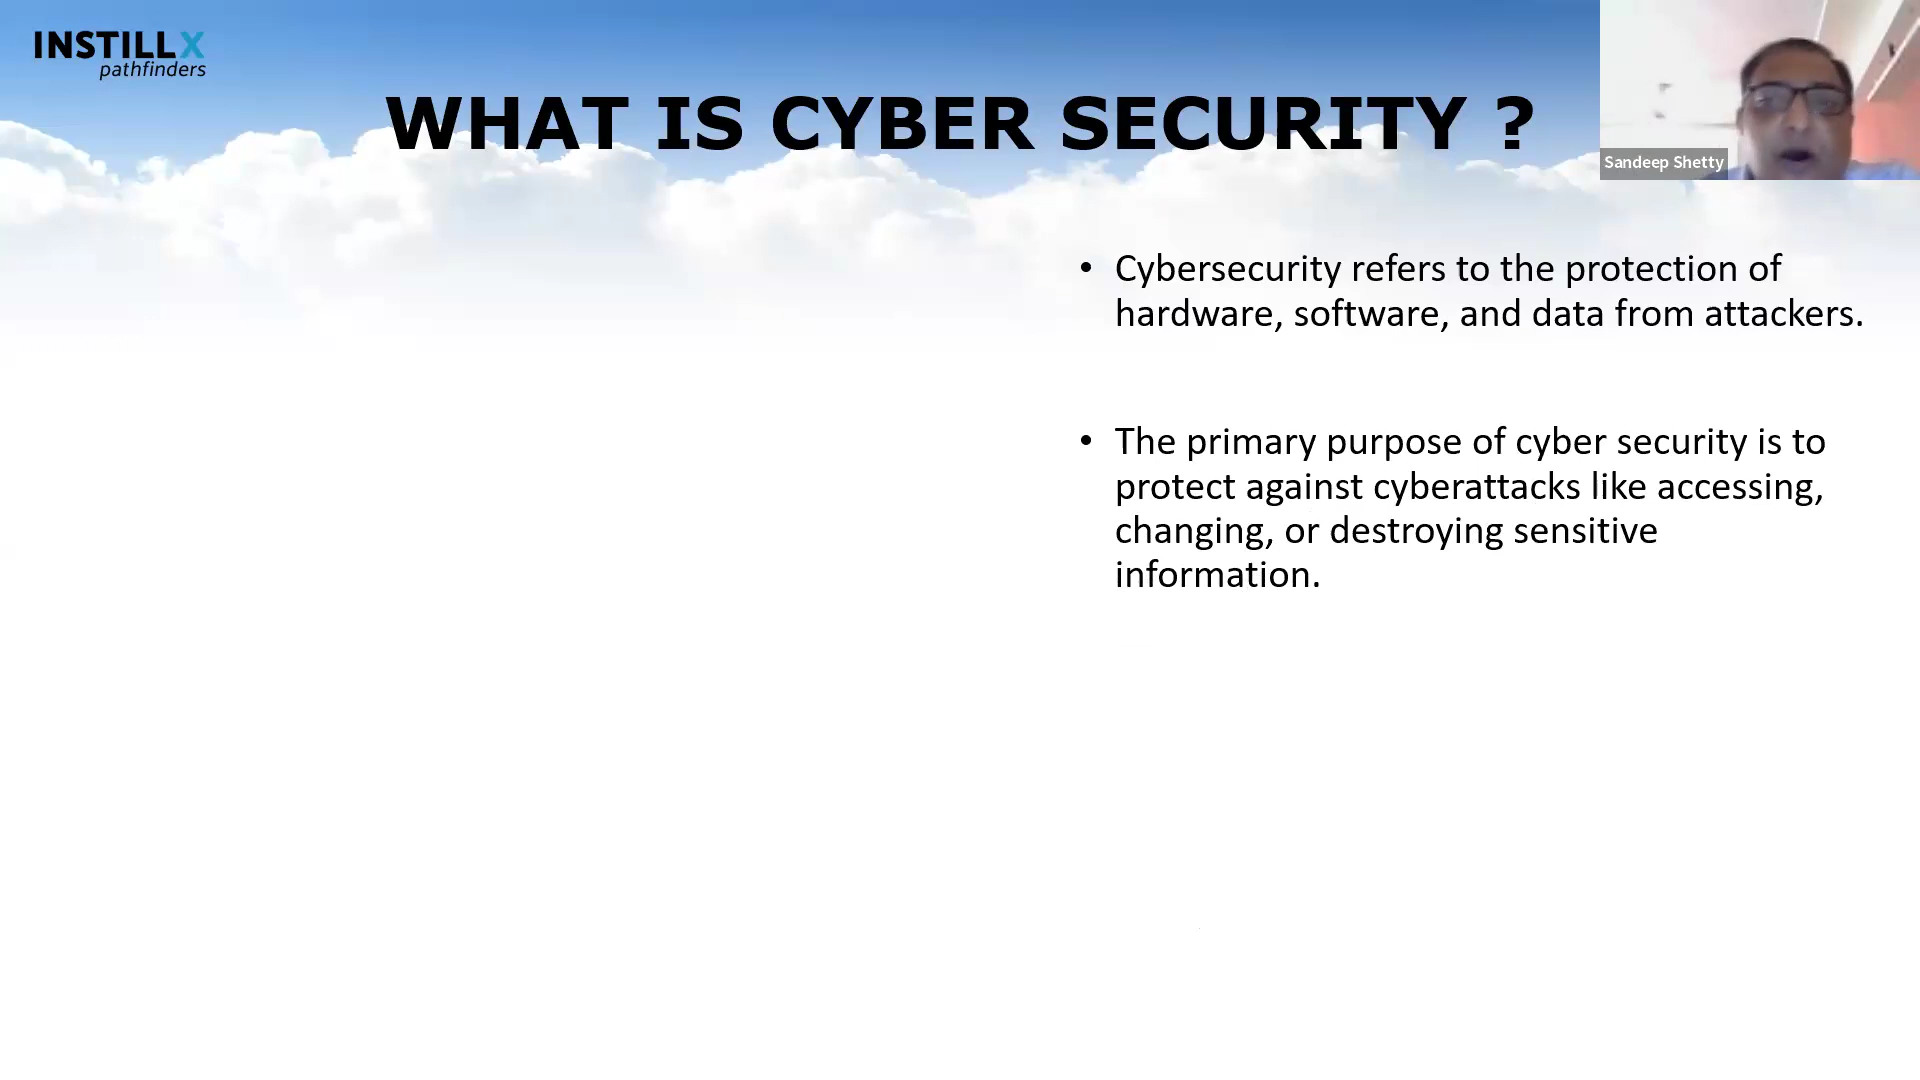 INSTILLX
pathfinders
WHAT IS CYBER SECURITY ?
Sandeep Shetty
• Cybersecurity refers to the protection of
hardware, software, and data from attackers.
• The primary purpose of cyber security is to
protect against cyberattacks like accessing,
changing, or destroying sensitive
information.